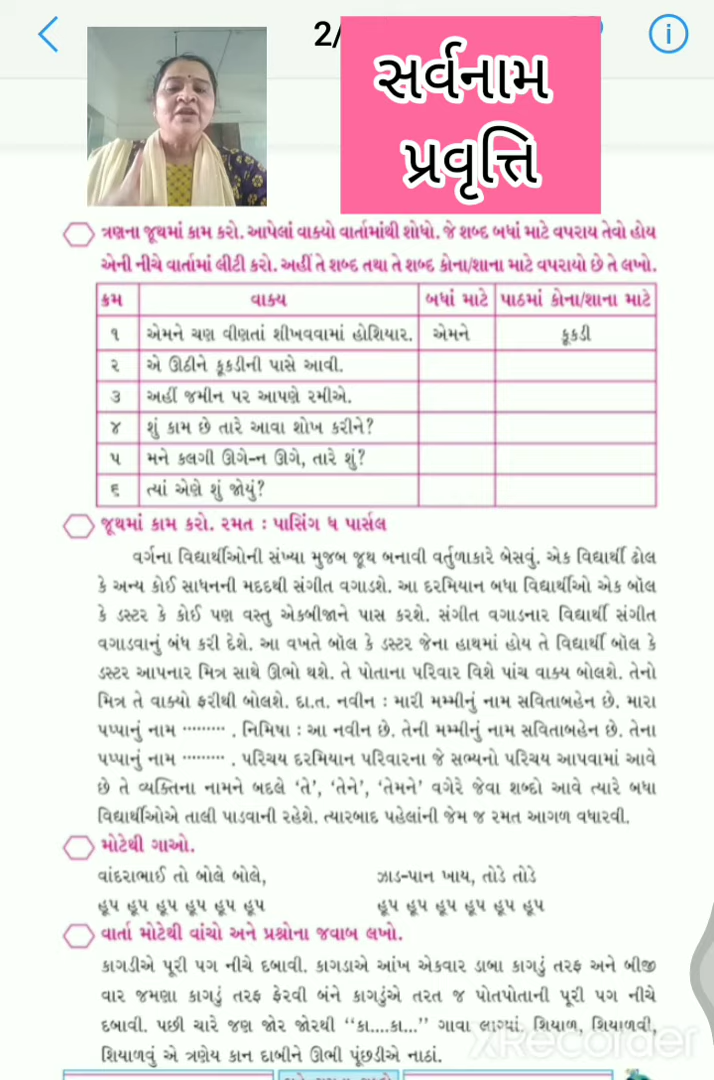 2/
સર્વનામ
પ્રવૃત્તિ
ત્રણના જૂથમાં કામ કરો. આપેલાં વાક્યો વાર્તામાંથી શોધો. જે શબ્દ બધાં માટે વપરાય તેવો હોય
એની નીચે વાર્તામાં લીટી કરો. અહીં તે શબ્દ તથા તે શબ્દ કોના/શાના માટે વપરાયો છે તે લખો.
ક્રમ વાક્ય બધાં માટે પાઠમાં કોના/શાના માટે
૧ એમને ચણ વીણતાં શીખવવામાં હોશિયાર. એમને કૂકડી
૨ એ ઊઠીને કૂકડીની પાસે આવી.
૩ અહીં જમીન પર આપણે રમીએ.
૪ શું કામ છે તારે આવા શોખ કરીને?
૫ મને કલગી ઊગે–ન ઊગે, તારે શું?
૬ ત્યાં એણે શું જોયું?
જૂથમાં કામ કરો. રમત : પાસિંગ ધ પાર્સલ
વર્ગના વિદ્યાર્થીઓની સંખ્યા મુજબ જૂથ બનાવી વર્તુળાકારે બેસવું. એક વિદ્યાર્થી ઢોલ
કે અન્ય કોઈ સાધનની મદદથી સંગીત વગાડશે. આ દરમિયાન બધા વિદ્યાર્થીઓ એક બૉલ
કે ડસ્ટર કે કોઈ પણ વસ્તુ એકબીજાને પાસ કરશે. સંગીત વગાડનાર વિદ્યાર્થી સંગીત
વગાડવાનું બંધ કરી દેશે. આ વખતે બૉલ કે ડસ્ટર જેના હાથમાં હોય તે વિદ્યાર્થી બૉલ કે
ડસ્ટર આપનાર મિત્ર સાથે ઊભો થશે. તે પોતાના પરિવાર વિશે પાંચ વાક્ય બોલશે. તેનો
મિત્ર તે વાક્યો ફરીથી બોલશે. દા.ત. નવીન : મારી મમ્મીનું નામ સવિતાબહેન છે. મારા
પપ્પાનું નામ ········· . નિમિષા : આ નવીન છે. તેની મમ્મીનું નામ સવિતાબહેન છે. તેના
પપ્પાનું નામ ········· . પરિચય દરમિયાન પરિવારના જે સભ્યનો પરિચય આપવામાં આવે
છે તે વ્યક્તિના નામને બદલે ‘તે’, ‘તેને’, ‘તેમને’ વગેરે જેવા શબ્દો આવે ત્યારે બધા
વિદ્યાર્થીઓએ તાલી પાડવાની રહેશે. ત્યારબાદ પહેલાંની જેમ જ રમત આગળ વધારવી.
મોટેથી ગાઓ.
વાંદરાભાઈ તો બોલે બોલે, ઝાડ-પાન ખાય, તોડે તોડે
હૂપ હૂપ હૂપ હૂપ હૂપ હૂપ હૂપ હૂપ હૂપ હૂપ હૂપ હૂપ
વાર્તા મોટેથી વાંચો અને પ્રશ્નોના જવાબ લખો.
કાગડીએ પૂરી પગ નીચે દબાવી. કાગડાએ આંખ એકવાર ડાબા કાગડું તરફ અને બીજી
વાર જમણા કાગડું તરફ ફેરવી બંને કાગડુંએ તરત જ પોતપોતાની પૂરી પગ નીચે
દબાવી. પછી ચારે જણ જોર જોરથી “કા....કા...” ગાવા લાગ્યાં. શિયાળ, શિયાળવી,
શિયાળવું એ ત્રણેય કાન દાબીને ઊભી પૂંછડીએ નાઠાં.
XRecorder